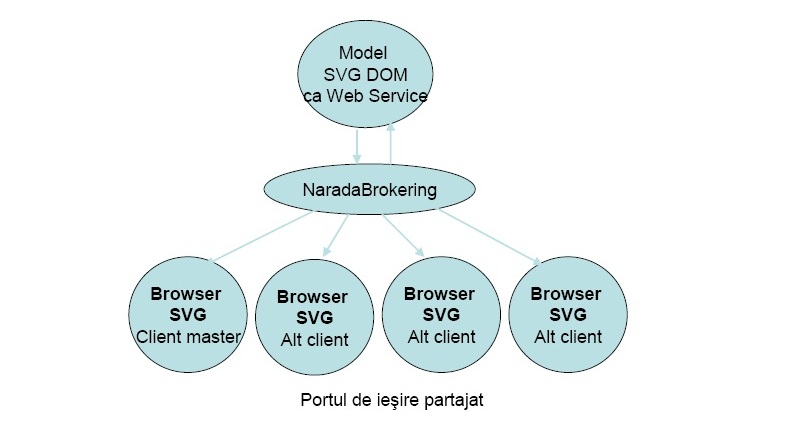 Model
SVG DOM
ca Web Service
NaradaBrokering
Browser
SVG
Client master
Browser
SVG
Alt client
Browser
SVG
Alt client
Browser
SVG
Alt client
Portul de ieşire partajat